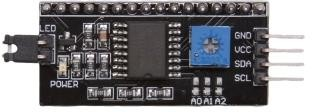 LED
GND
VCC
SDA
SCL
POWER
A0 A1 A2